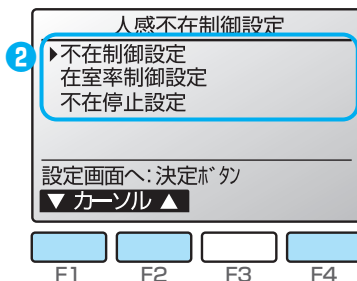 人感不在制御設定
2
▶不在制御設定
在室率制御設定
不在停止設定
設定画面へ:決定ボタン
▼ カーソル ▲
F1 F2 F3 F4